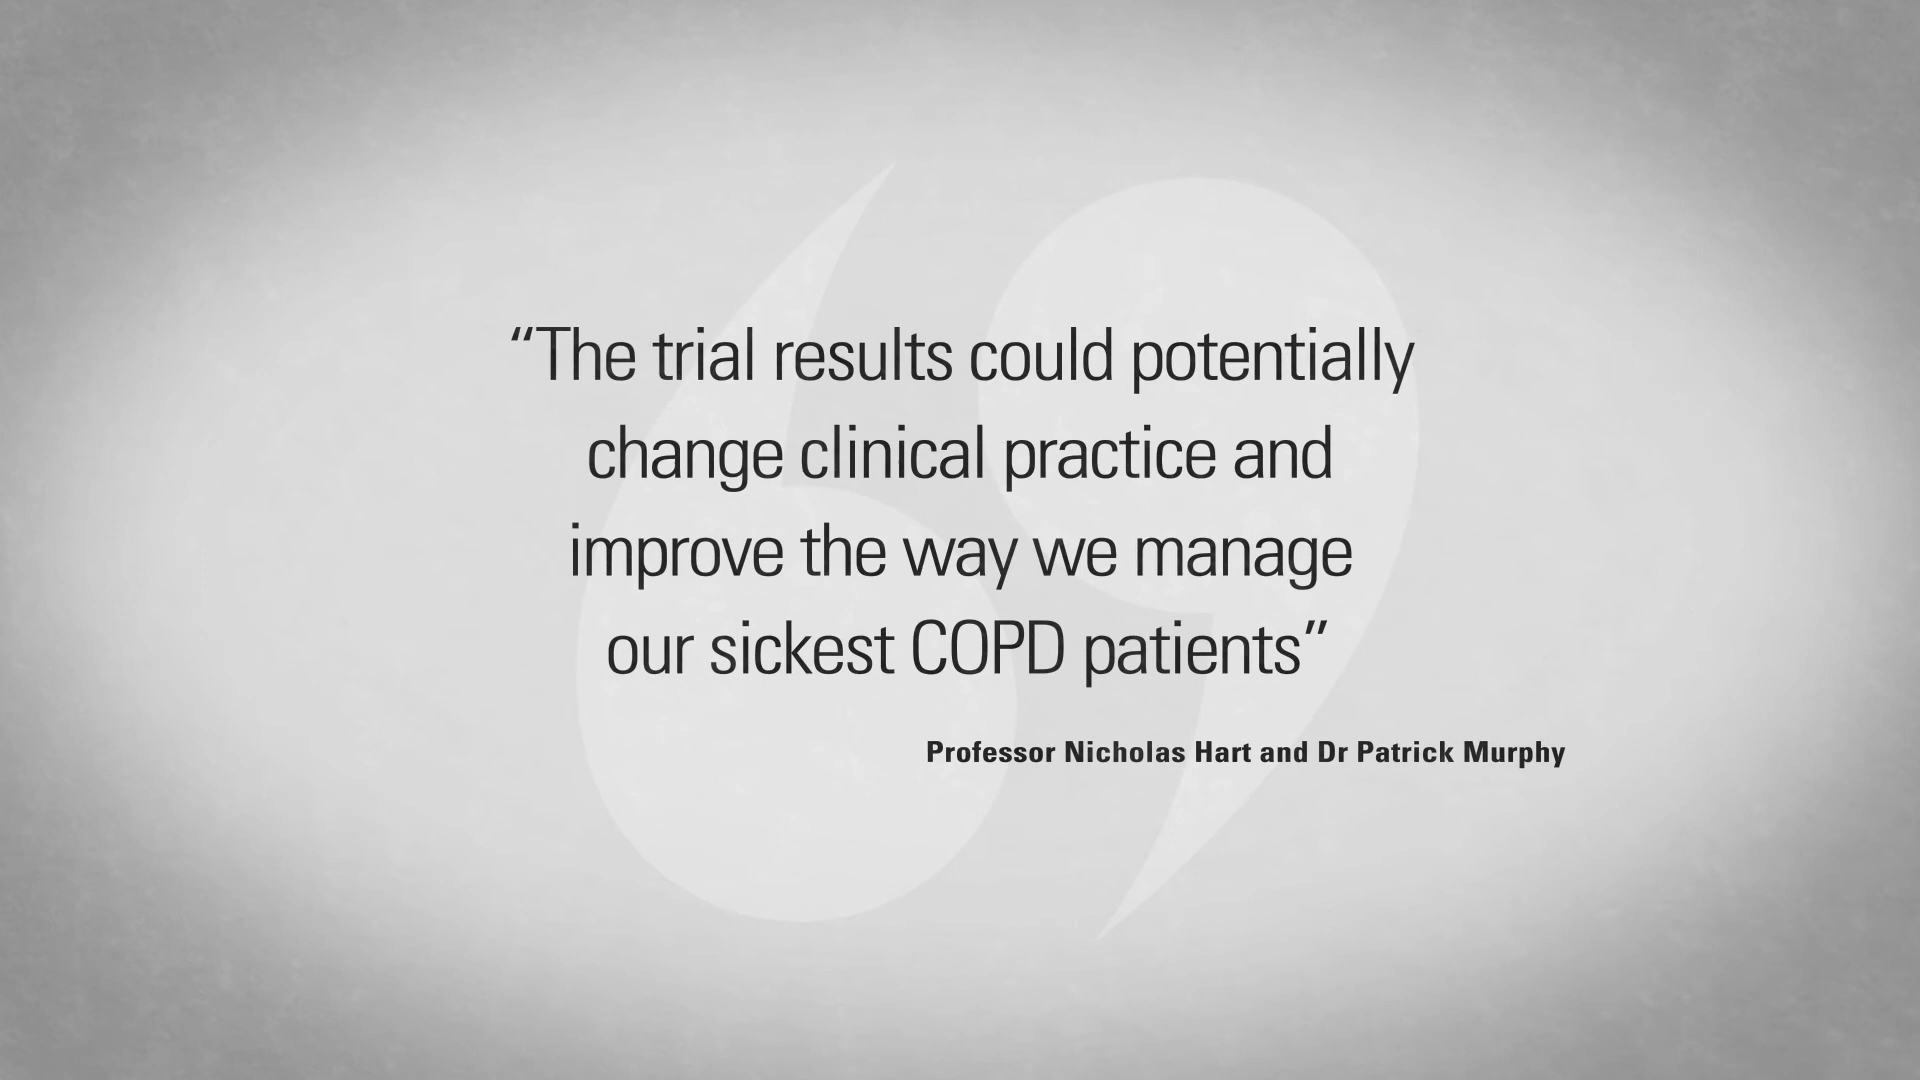 “The trial results could potentially
change clinical practice and
improve the way we manage
our sickest COPD patients”
Professor Nicholas Hart and Dr Patrick Murphy